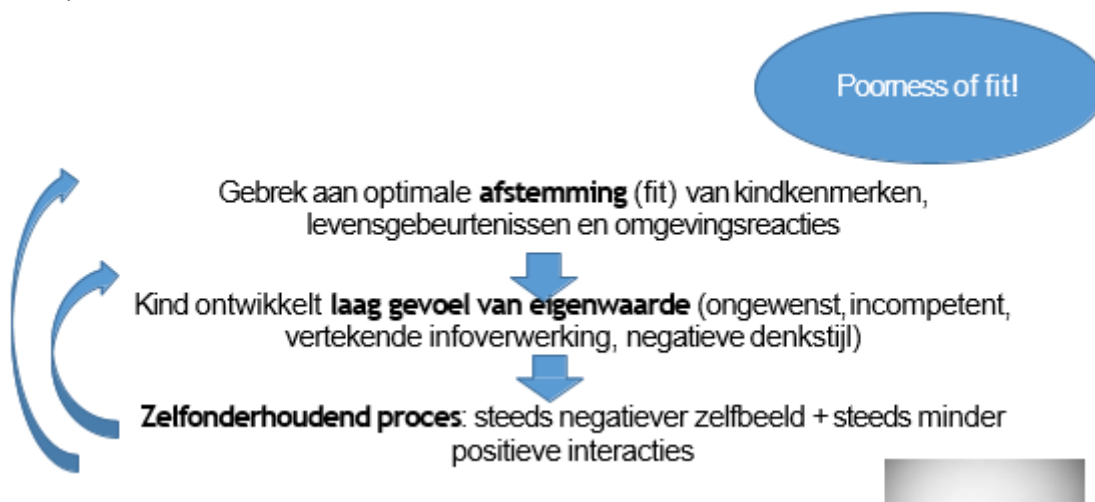 Poorness of fit!
Gebrek aan optimale afstemming (fit) van kindkenmerken,
levensgebeurtenissen en omgevingsreacties
Kind ontwikkelt laag gevoel van eigenwaarde (ongewenst, incompetent,
vertekende infoverwerking, negatieve denkstijl)
Zelfonderhoudend proces: steeds negatiever zelfbeeld + steeds minder
positieve interacties